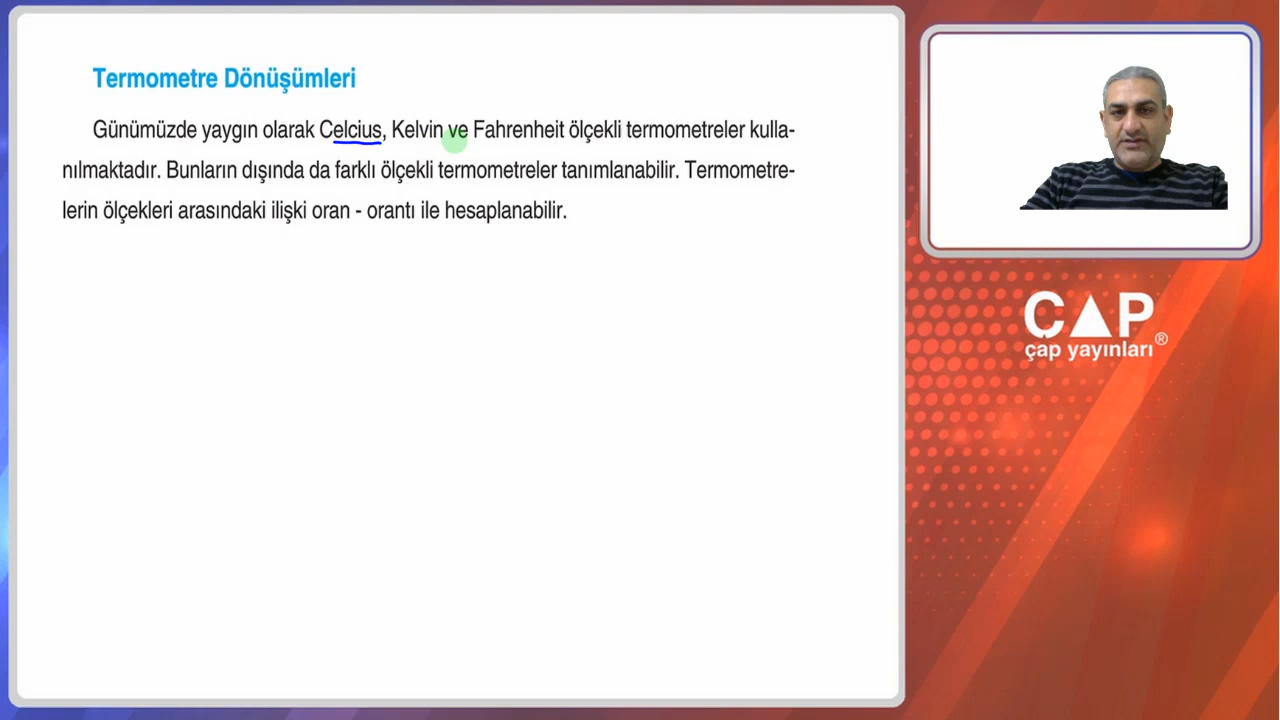 Termometre Dönüşümleri
Günümüzde yaygın olarak Celcius, Kelvin ve Fahrenheit ölçekli termometreler kulla-
nılmaktadır. Bunların dışında da farklı ölçekli termometreler tanımlanabilir. Termometre-
lerin ölçekleri arasındaki ilişki oran - orantı ile hesaplanabilir.
ÇAP
çap yayınları®